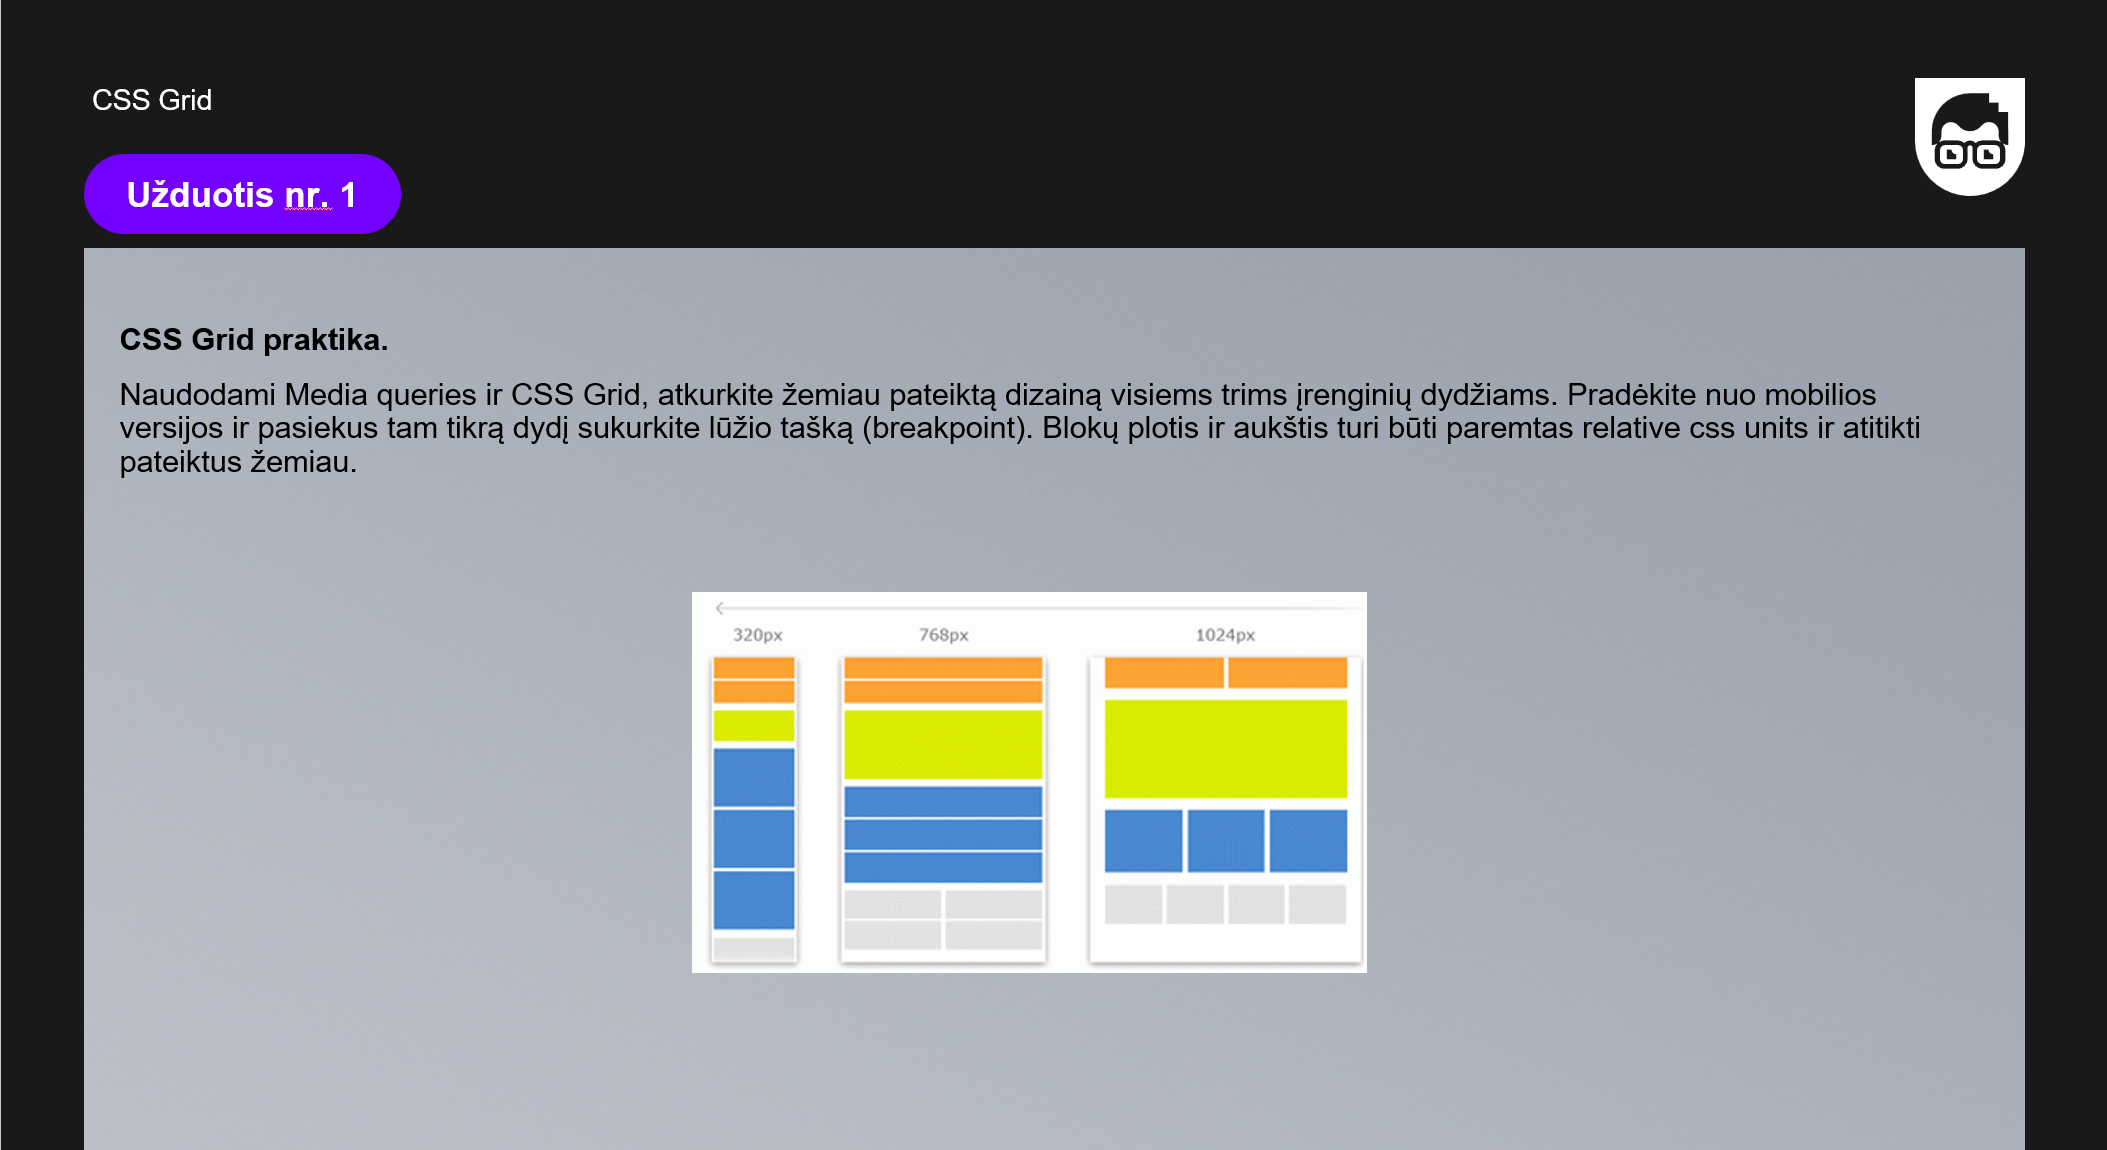 CSS Grid
Užduotis nr. 1
CSS Grid praktika.
Naudodami Media queries ir CSS Grid, atkurkite žemiau pateiktą dizainą visiems trims įrenginių dydžiams. Pradėkite nuo mobilios
versijos ir pasiekus tam tikrą dydį sukurkite lūžio tašką (breakpoint). Blokų plotis ir aukštis turi būti paremtas relative css units ir atitikti
pateiktus žemiau.
320px 768px 1024px